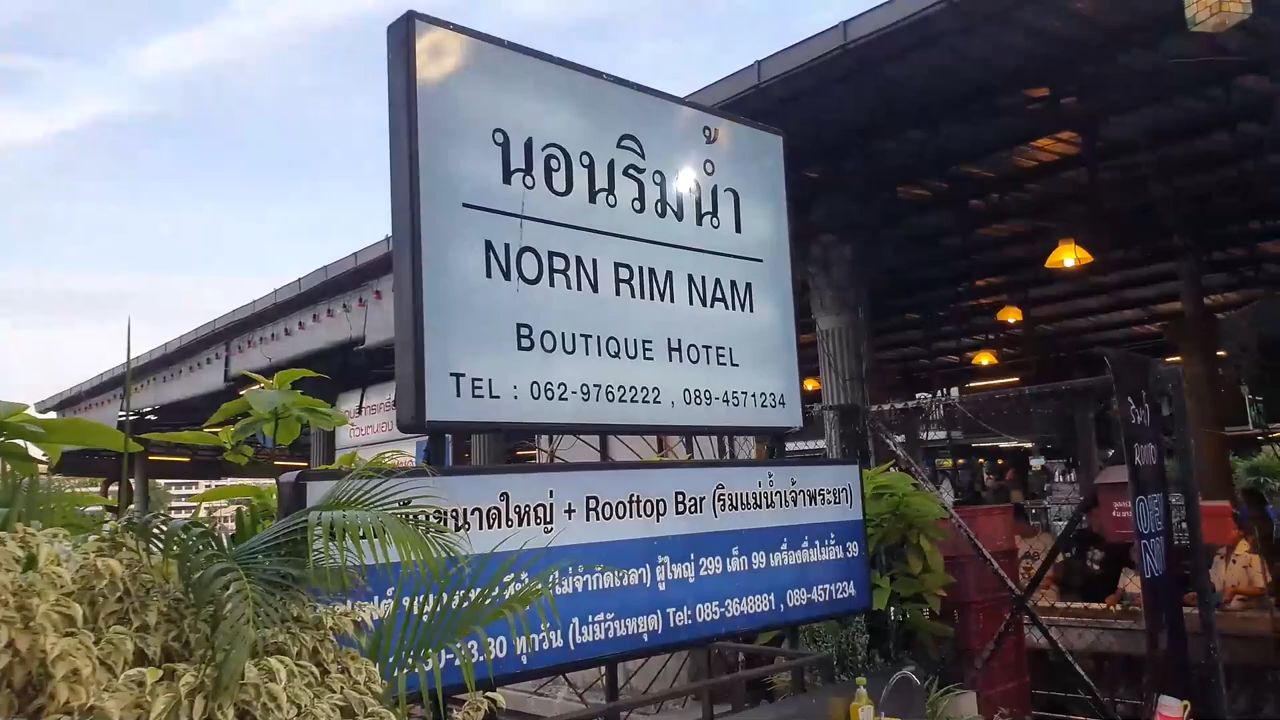 นอนริมน้ำ
NORN RIM NAM
BOUTIQUE HOTEL
TEL : 062-9762222 , 089-4571234
ขนาดใหญ่ + Rooftop Bar (ริมแม่น้ำเจ้าพระยา)
(ไม่จำกัดเวลา) ผู้ใหญ่ 299 เด็ก 99 เครื่องดื่มไม่อั้น 39
ทุกวัน (ไม่มีวันหยุด) Tel: 085-3648881 , 089-4571234